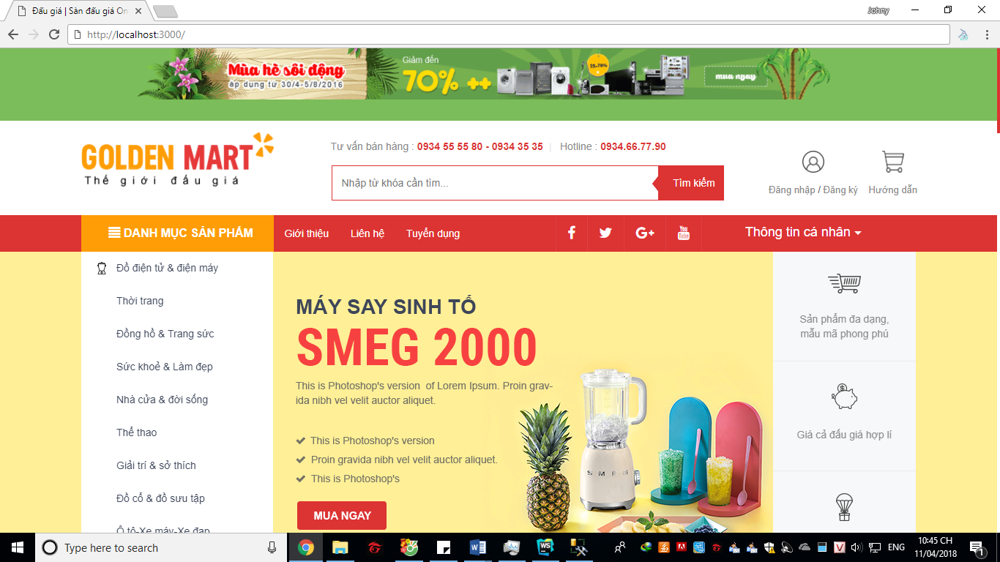 Đấu giá | Sàn đấu giá On
Johny
http://localhost:3000/
Mùa hè sôi động
áp dụng từ 30/4-5/8/2016
Giảm đến
70% ++
25-70%
mua ngay
GOLDEN MART
Thế giới đấu giá
Tư vấn bán hàng : 0934 55 55 80 - 0934 35 35 | Hotline : 0934.66.77.90
Nhập từ khóa cần tìm...
Tìm kiếm
Đăng nhập / Đăng ký
Hướng dẫn
DANH MỤC SẢN PHẨM
Giới thiệu
Liên hệ
Tuyển dụng
You
Tube
Thông tin cá nhân
Đồ điện tử & điện máy
Thời trang
Đồng hồ & Trang sức
Sức khoẻ & Làm đẹp
Nhà cửa & đời sống
Thể thao
Giải trí & sở thích
Đồ cổ & đồ sưu tập
Ô tô-Xe máy-Xe đạp
MÁY SAY SINH TỐ
SMEG 2000
This is Photoshop's version of Lorem Ipsum. Proin grav-
ida nibh vel velit auctor aliquet.
This is Photoshop's version
Proin gravida nibh vel velit auctor aliquet.
This is Photoshop's
MUA NGAY
SMEG
Sản phẩm đa dạng,
mẫu mã phong phú
Giá cả đấu giá hợp lí
Type here to search
ENG
10:45 CH
11/04/2018
1